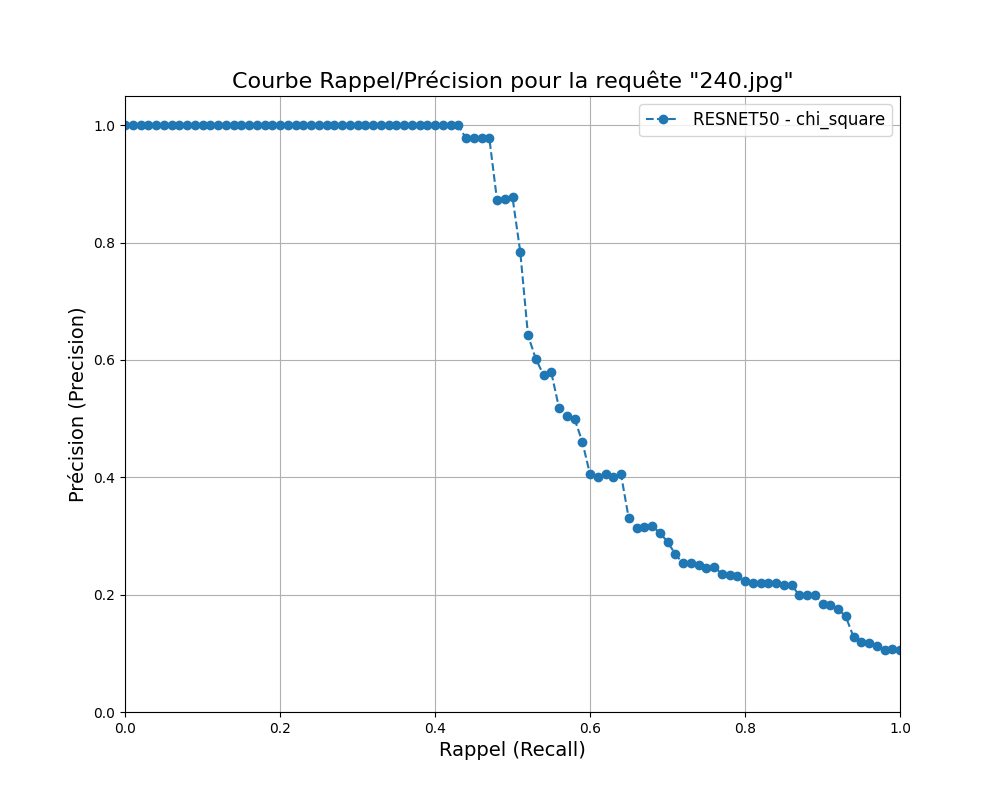 Courbe Rappel/Précision pour la requête "240.jpg"
RESNET50 - chi_square
Précision (Precision)
1.0
0.8
0.6
0.4
0.2
0.0
0.0 0.2 0.4 0.6 0.8 1.0
Rappel (Recall)